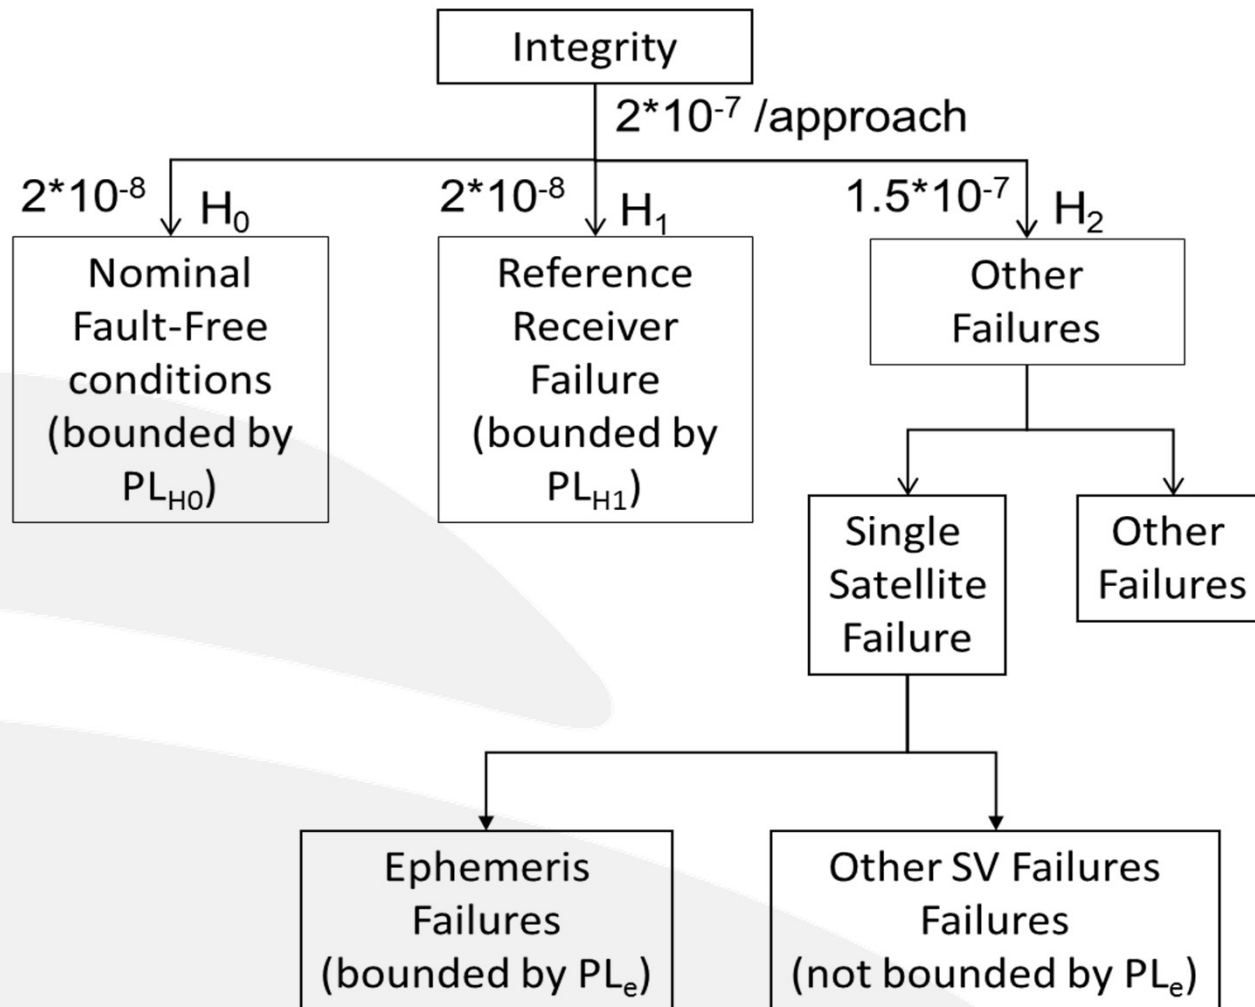 Integrity
2*10⁻⁷ /approach
2*10⁻⁸ H₀
2*10⁻⁸ H₁
1.5*10⁻⁷ H₂
Nominal
Fault-Free
conditions
(bounded by
PL_H0)
Reference
Receiver
Failure
(bounded by
PL_H1)
Other
Failures
Single
Satellite
Failure
Other
Failures
Ephemeris
Failures
(bounded by PLₑ)
Other SV Failures
Failures
(not bounded by PLₑ)